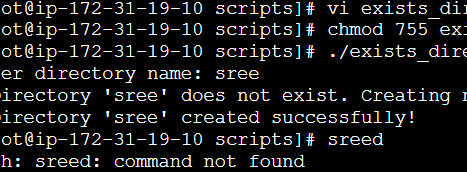 ot@ip-172-31-19-10 scripts]# vi exists_di
ot@ip-172-31-19-10 scripts]# chmod 755 exi
ot@ip-172-31-19-10 scripts]# ./exists_dire
er directory name: sree
irectory 'sree' does not exist. Creating
irectory 'sree' created successfully!
ot@ip-172-31-19-10 scripts]# sreed
h: sreed: command not found